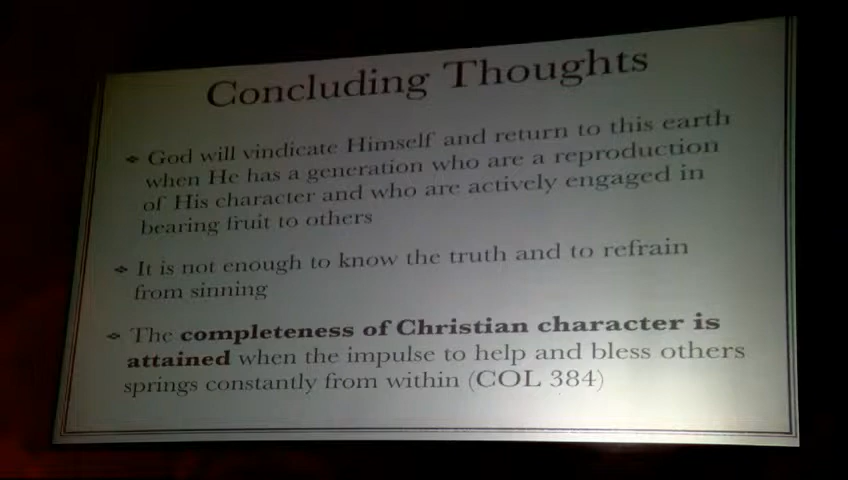 Concluding Thoughts
God will vindicate Himself and return to this earth
when He has a generation who are a reproduction
of His character and who are actively engaged in
bearing fruit to others
It is not enough to know the truth and to refrain
from sinning
The completeness of Christian character is
attained when the impulse to help and bless others
springs constantly from within (COL 384)